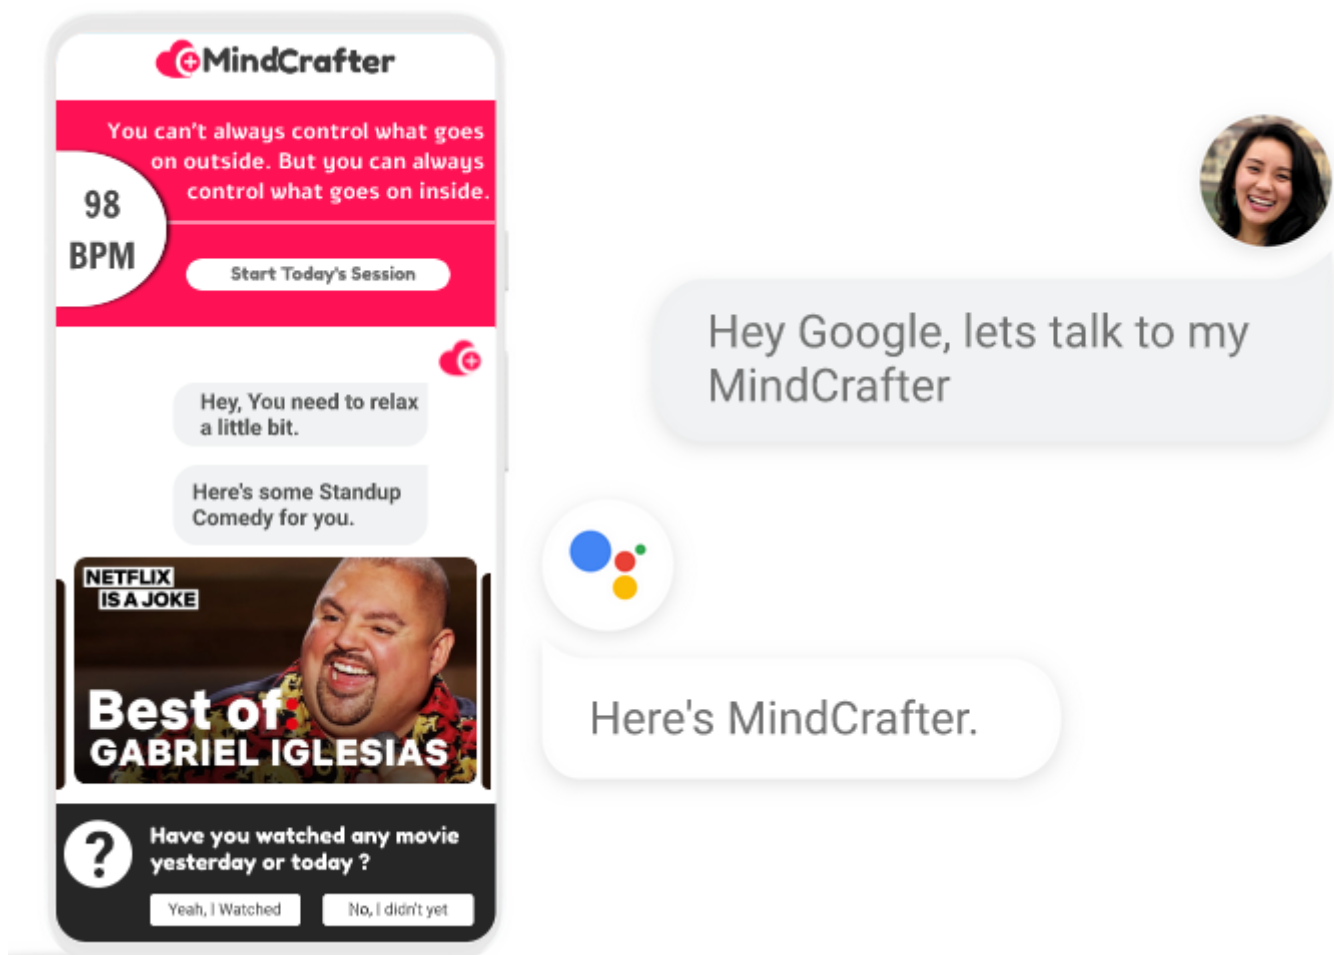 MindCrafter
You can't always control what goes
on outside. But you can always
control what goes on inside.
98
BPM
Start Today's Session
Hey, You need to relax
a little bit.
Here's some Standup
Comedy for you.
NETFLIX
IS A JOKE
Best of:
GABRIEL IGLESIAS
Have you watched any movie
yesterday or today ?
?
Yeah, I Watched
No, I didn't yet
Hey Google, lets talk to my
MindCrafter
Here's MindCrafter.